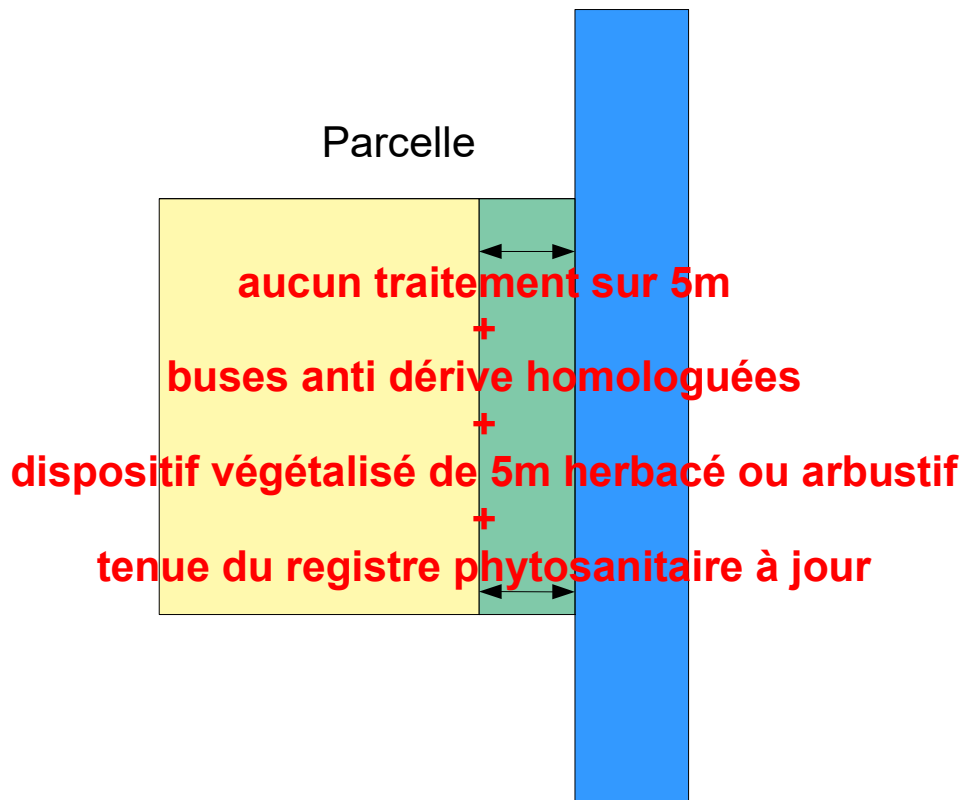 Parcelle
aucun traitement sur 5m
+
buses anti dérive homologuées
+
dispositif végétalisé de 5m herbacé ou arbustif
+
tenue du registre phytosanitaire à jour